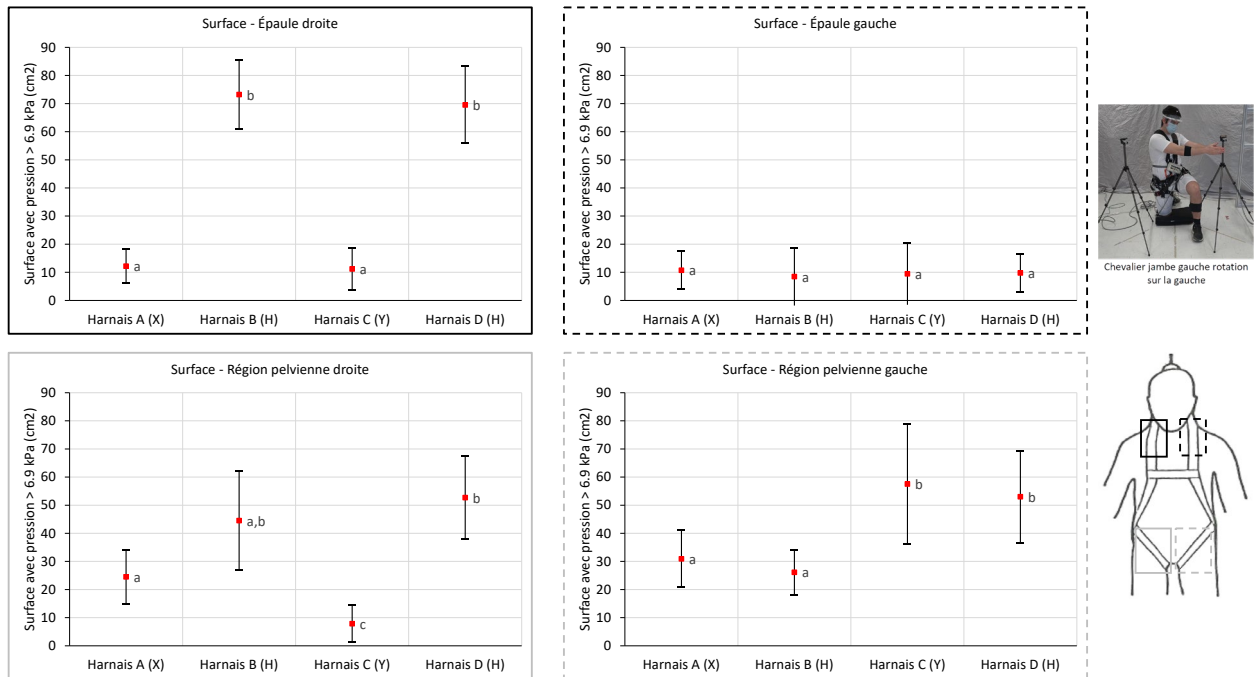 Surface - Épaule droite
Surface avec pression > 6.9 kPa (cm2)
90
80
70
60
50
40
30
20
10
0
a
b
a
b
Harnais A (X)
Harnais B (H)
Harnais C (Y)
Harnais D (H)
Surface - Épaule gauche
Surface avec pression > 6.9 kPa (cm2)
90
80
70
60
50
40
30
20
10
0
a
a
a
a
Harnais A (X)
Harnais B (H)
Harnais C (Y)
Harnais D (H)
Chevalier jambe gauche rotation
sur la gauche
Surface - Région pelvienne droite
Surface avec pression > 6.9 kPa (cm2)
90
80
70
60
50
40
30
20
10
0
a
a,b
c
b
Harnais A (X)
Harnais B (H)
Harnais C (Y)
Harnais D (H)
Surface - Région pelvienne gauche
Surface avec pression > 6.9 kPa (cm2)
90
80
70
60
50
40
30
20
10
0
a
a
b
b
Harnais A (X)
Harnais B (H)
Harnais C (Y)
Harnais D (H)